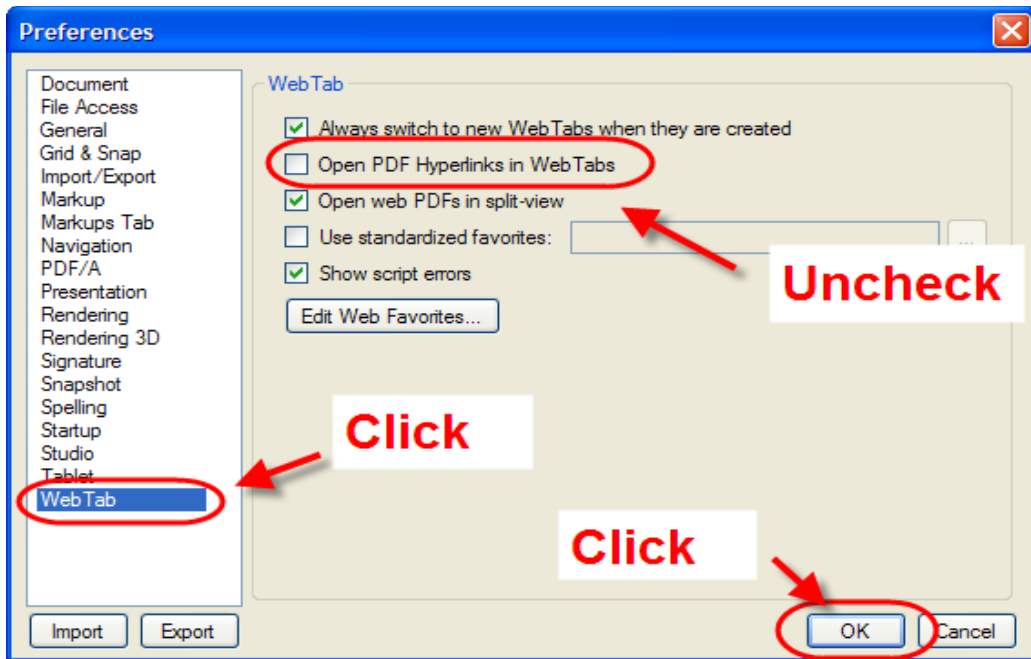 Preferences
Document
File Access
General
Grid & Snap
Import/Export
Markup
Markups Tab
Navigation
PDF/A
Presentation
Rendering
Rendering 3D
Signature
Snapshot
Spelling
Startup
Studio
Tablet
WebTab
WebTab
Always switch to new WebTabs when they are created
Open PDF Hyperlinks in WebTabs
Open web PDFs in split-view
Use standardized favorites:
...
Show script errors
Edit Web Favorites...
Uncheck
Click
Click
Import
Export
OK
Cancel